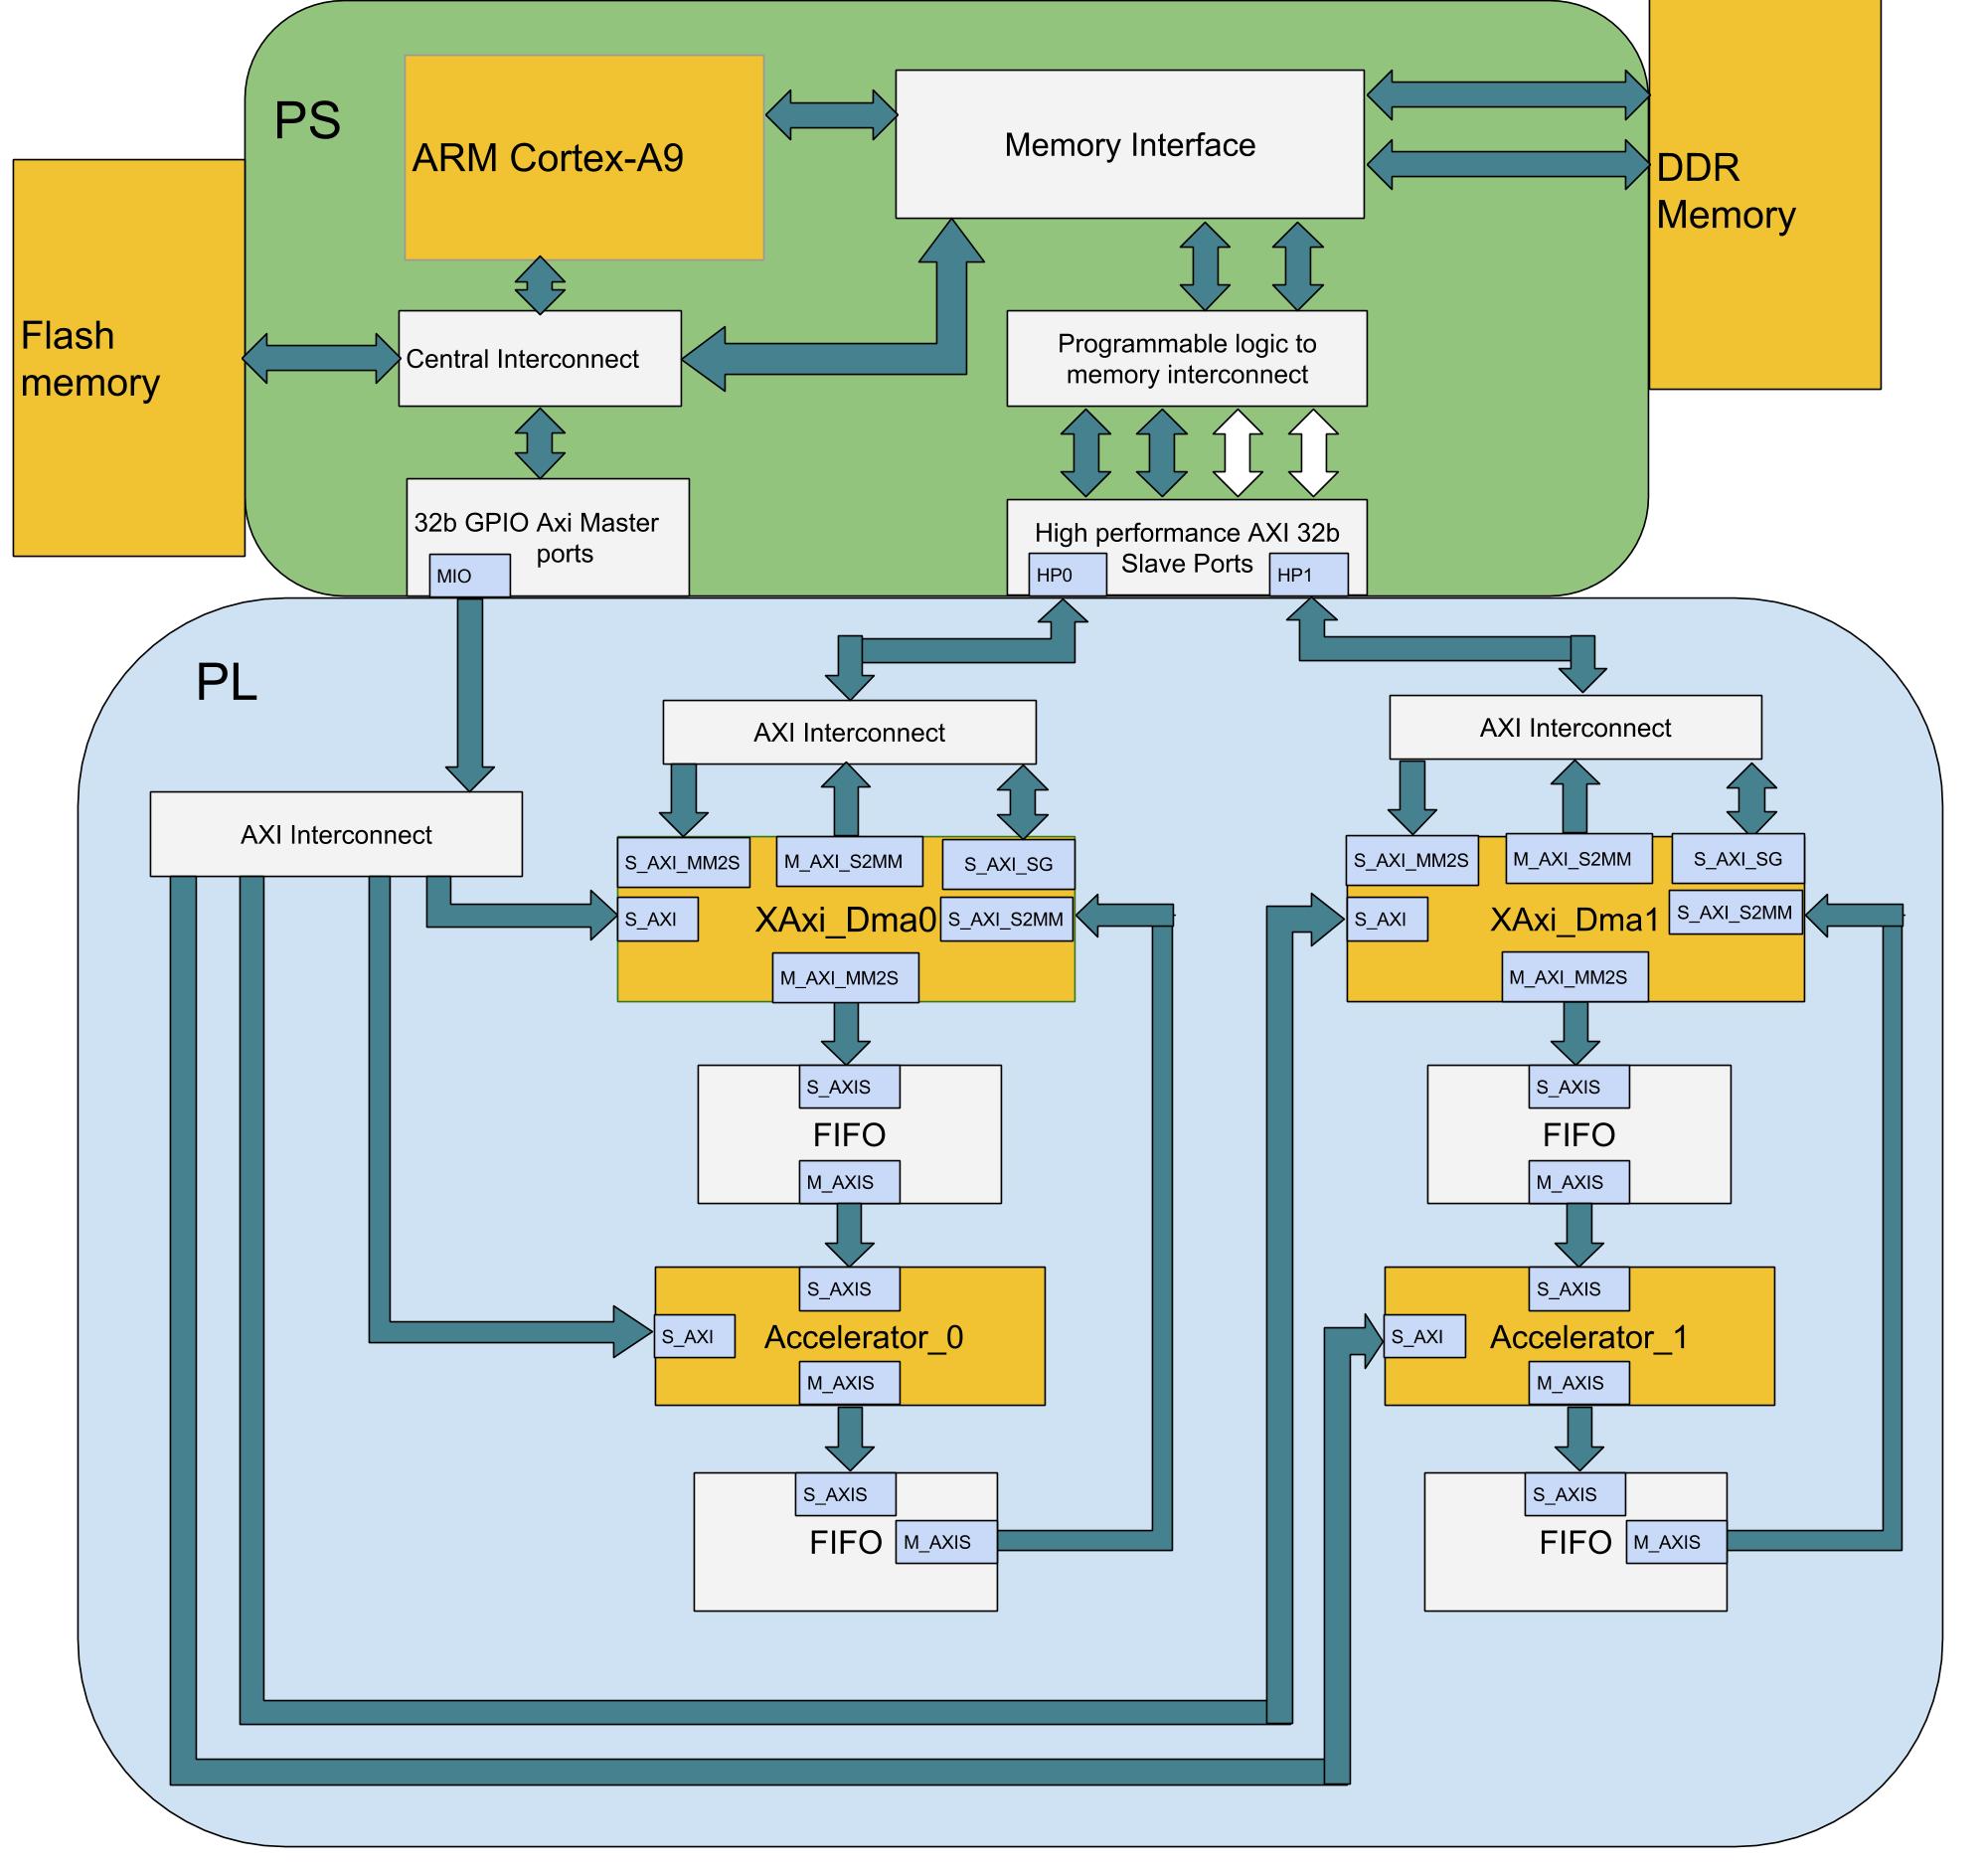 PS
ARM Cortex-A9
Memory Interface
DDR
Memory
Flash
memory
Central Interconnect
Programmable logic to
memory interconnect
32b GPIO Axi Master
ports
MIO
High performance AXI 32b
Slave Ports
HP0
HP1
PL
AXI Interconnect
AXI Interconnect
AXI Interconnect
S_AXI_MM2S
M_AXI_S2MM
S_AXI_SG
S_AXI
XAxi_Dma0
S_AXI_S2MM
M_AXI_MM2S
S_AXI_MM2S
M_AXI_S2MM
S_AXI_SG
S_AXI
XAxi_Dma1
S_AXI_S2MM
M_AXI_MM2S
S_AXIS
FIFO
M_AXIS
S_AXIS
FIFO
M_AXIS
S_AXIS
S_AXI
Accelerator_0
M_AXIS
S_AXIS
S_AXI
Accelerator_1
M_AXIS
S_AXIS
FIFO
M_AXIS
S_AXIS
FIFO
M_AXIS